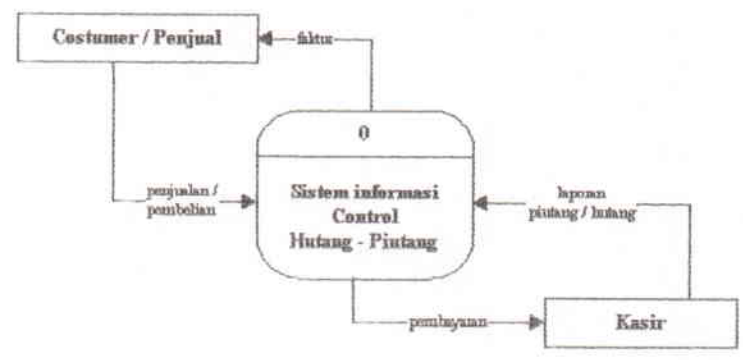 Costumer / Penjual
faktur
0
penjualan /
pembelian
Sistem informasi
Control
Hutang - Piutang
laporan
piutang / hutang
pembayaran
Kasir